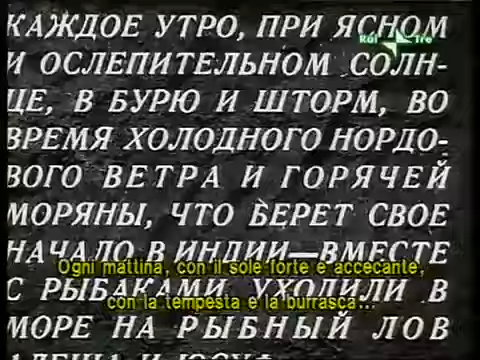 КАЖДОЕ УТРО, ПРИ ЯСНОМ
Rai Tre
И ОСЛЕПИТЕЛЬНОМ СОЛН-
ЦЕ, В БУРЮ И ШТОРМ, ВО
ВРЕМЯ ХОЛОДНОГО НОРДО-
ВОГО ВЕТРА И ГОРЯЧЕЙ
МОРЯНЫ, ЧТО БЕРЕТ СВОЕ
НАЧАЛО В ИНДИИ—ВМЕСТЕ
Ogni mattina, con il sole forte e accecante,
С РЫБАКАМИ УХОДИЛИ В
con la tempesta e la burrasca...
МОРЕ НА РЫБНЫЙ ЛОВ